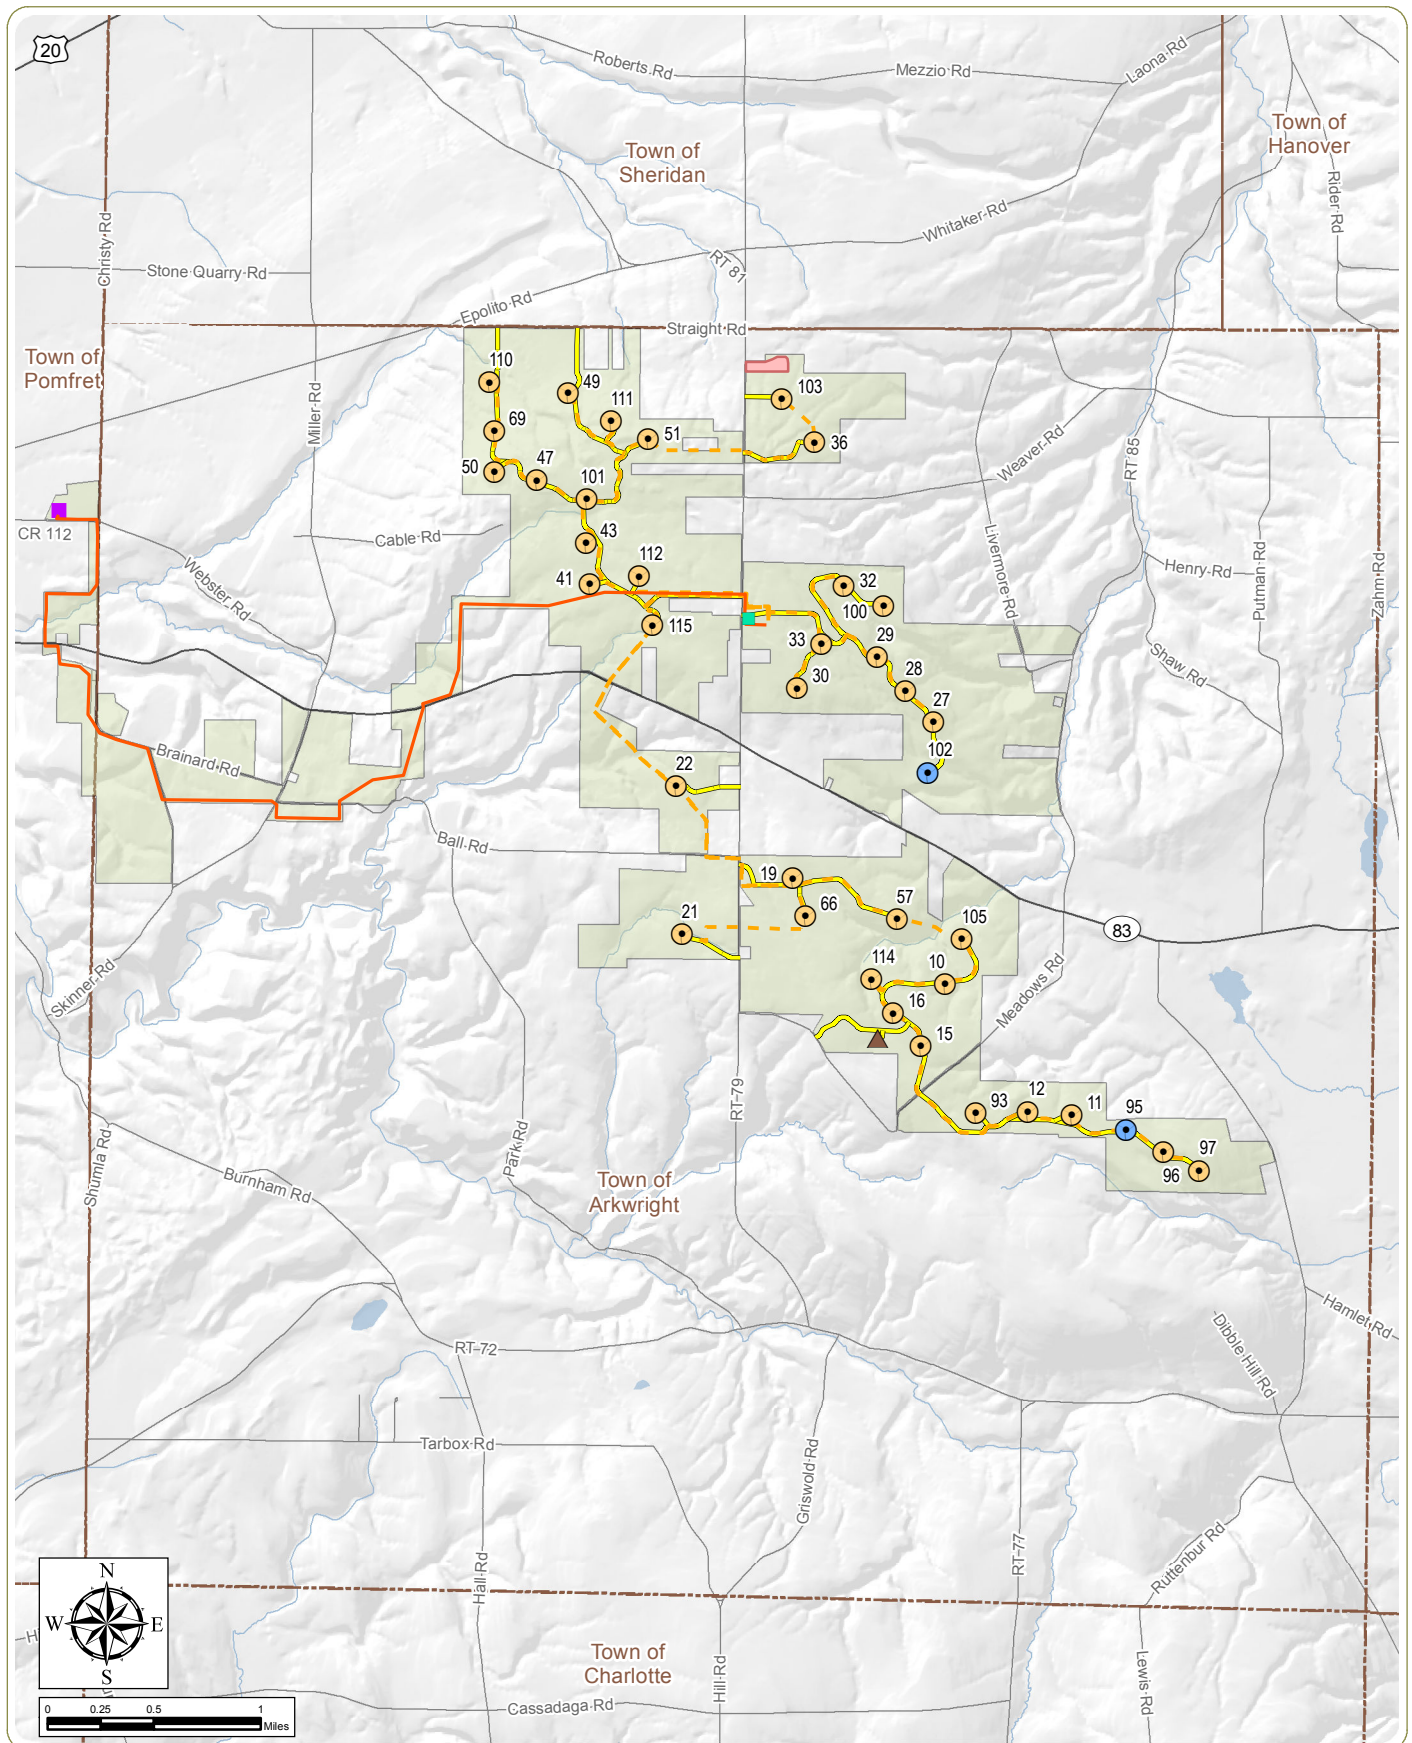 20
Roberts Rd
Mezzio Rd
Laona Rd
Town of
Hanover
Town of
Sheridan
Rider Rd
Christy Rd
Whitaker Rd
Stone Quarry Rd
RT 81
Epolito Rd
Straight Rd
Town of
Pomfret
110
49
103
Miller Rd
111
69
51
36
50
47
101
Weaver Rd
RT 85
CR 112
Cable Rd
43
Livermore Rd
Putman Rd
Zahm Rd
Webster Rd
41
112
32
Henry Rd
100
115
33
29
Shaw Rd
30
28
27
Brainard Rd
102
22
Ball Rd
19
66
57
21
105
83
114
10
Skinner Rd
16
Meadows Rd
15
RT 79
93
12
11
95
97
96
Shumla Rd
Park Rd
Burnham Rd
Town of
Arkwright
Hamlet Rd
Dibble Hill Rd
RT 72
Tarbox Rd
Griswold Rd
RT 77
Ruttenbur Rd
Hall Rd
N
W
E
S
Town of
Charlotte
Hill Rd
Lewis Rd
Cassadaga Rd
0 0.25 0.5 1
Miles